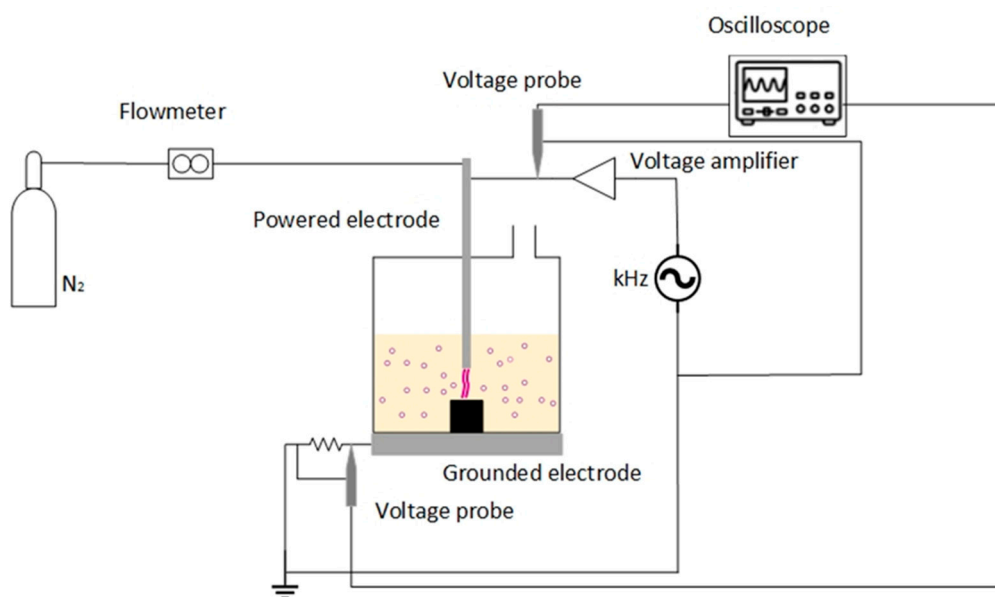 Oscilloscope
Voltage probe
Flowmeter
Voltage amplifier
Powered electrode
N₂
kHz
Grounded electrode
Voltage probe